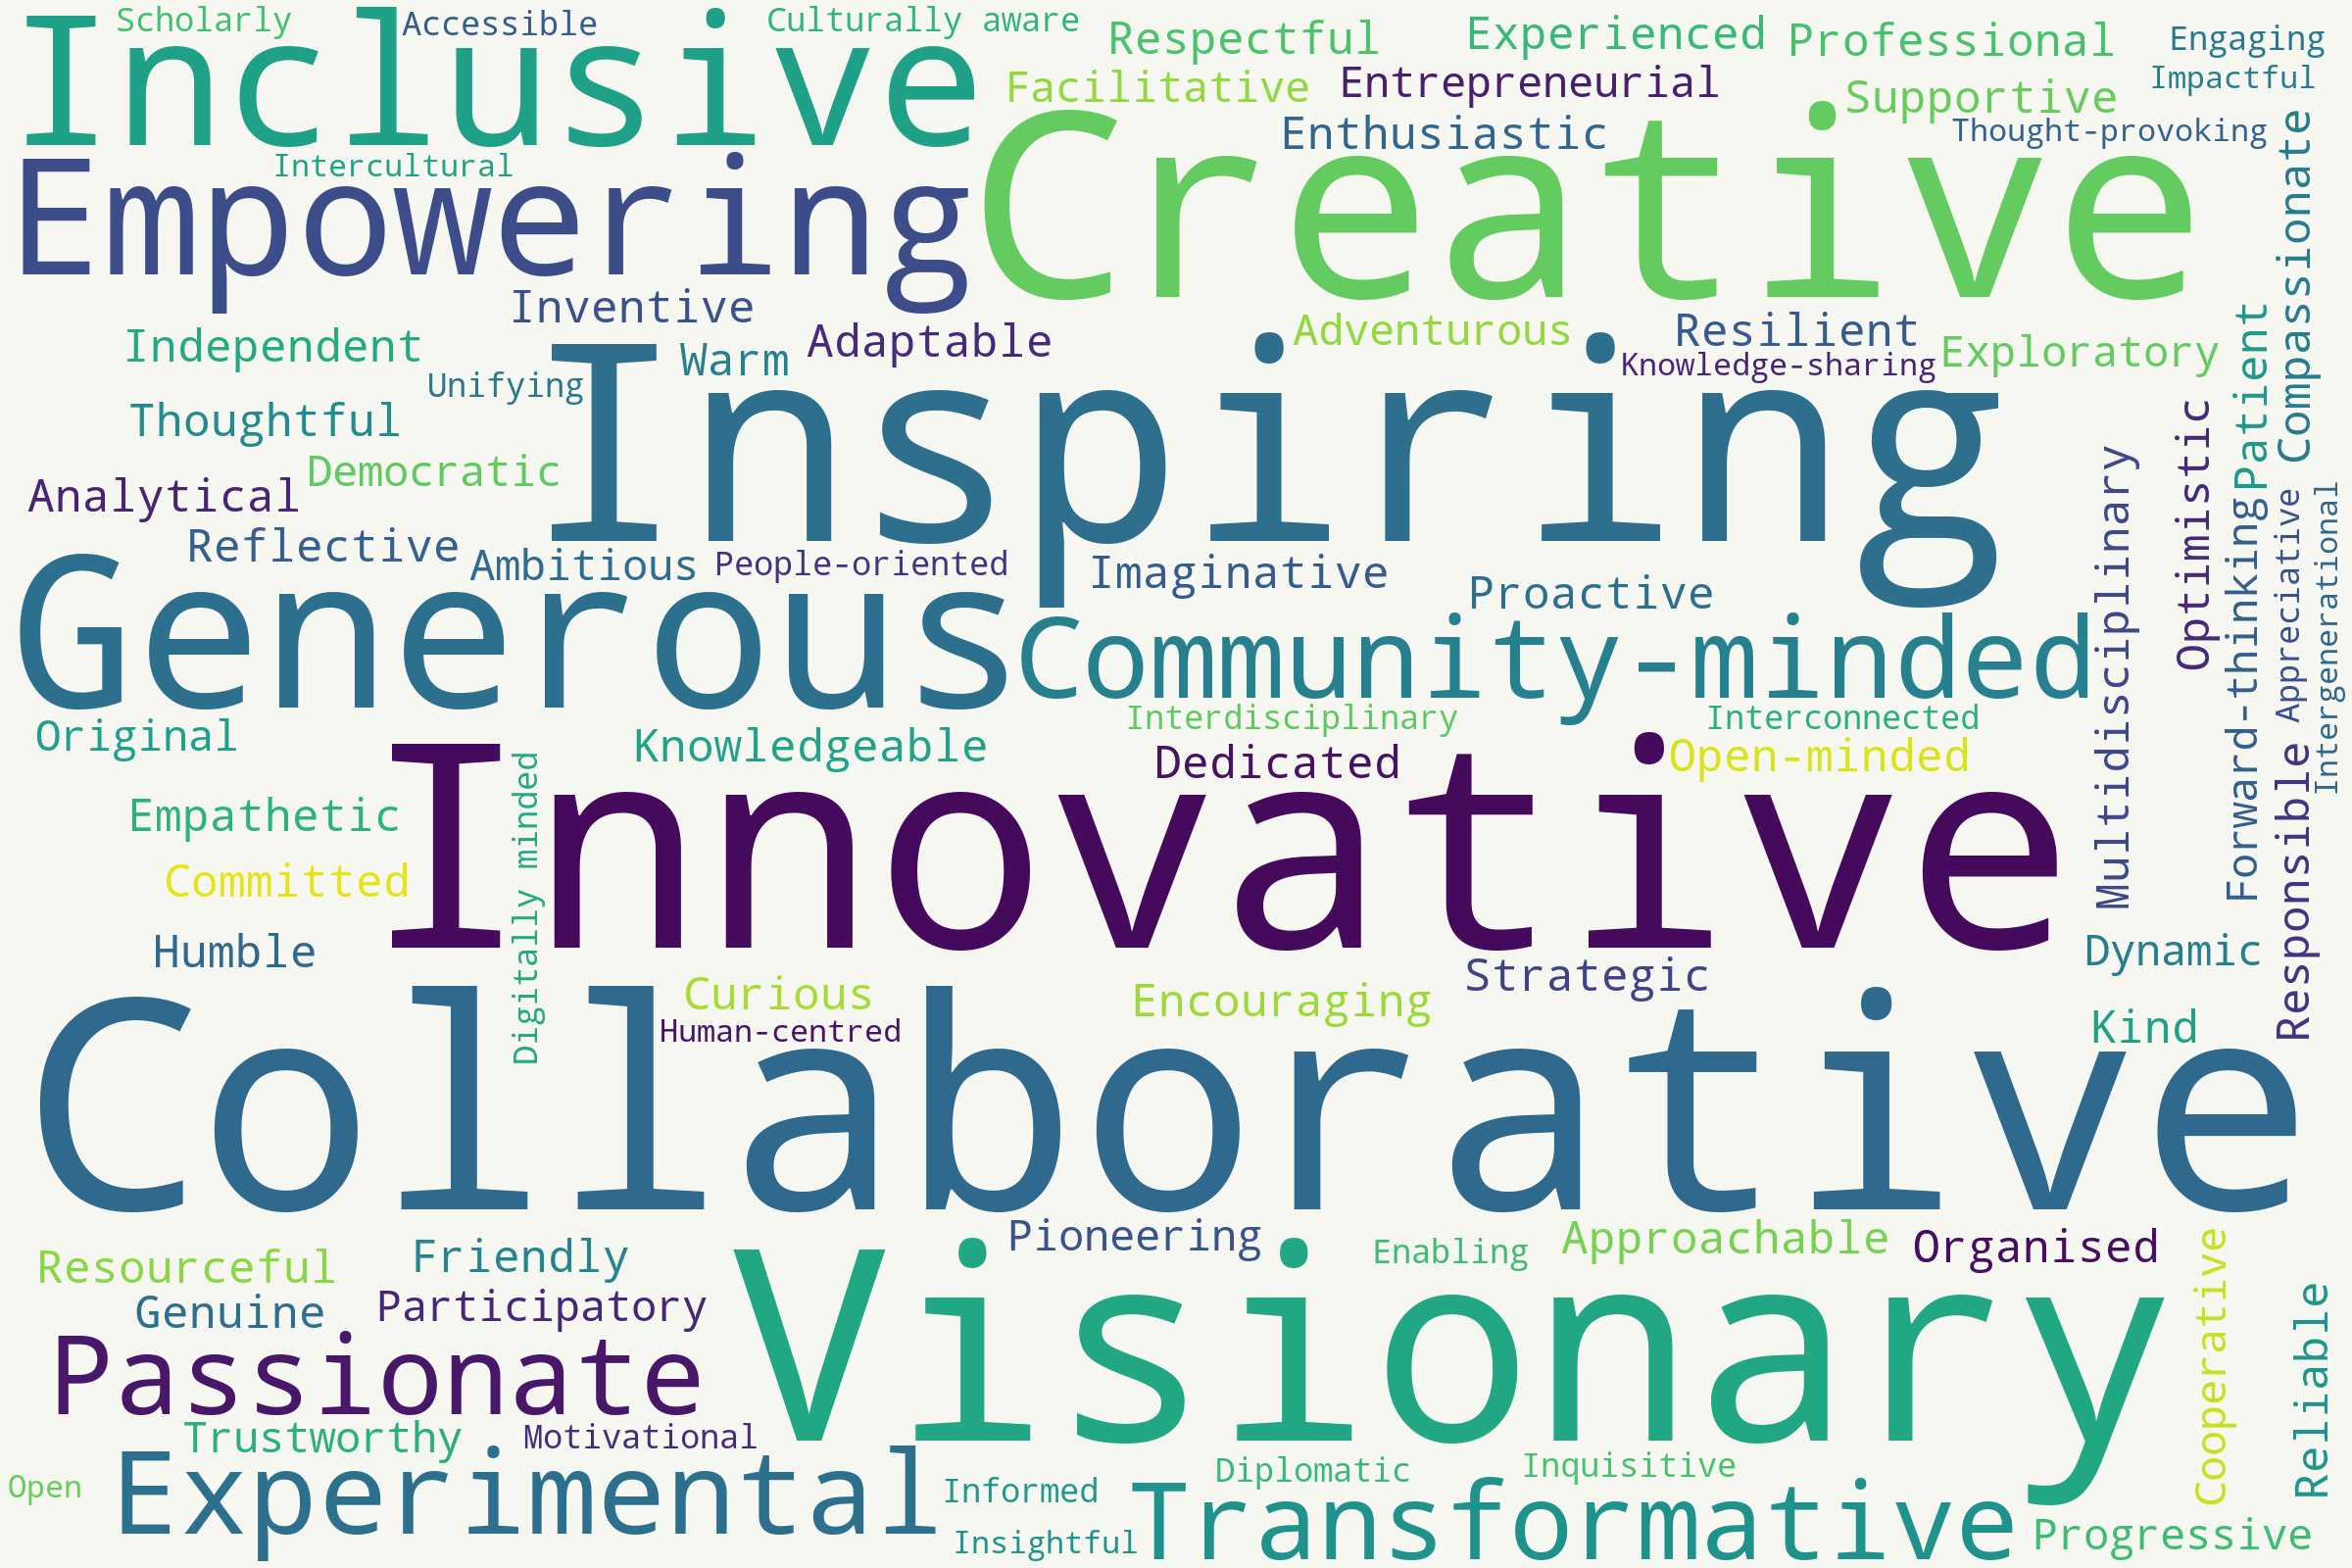 Scholarly
Accessible
Culturally aware
Inclusive
Respectful
Experienced
Professional
Engaging
Facilitative
Entrepreneurial
Supportive
Impactful
Enthusiastic
Thought-provoking
Intercultural
Creative
Empowering
Compassionate
Inventive
Independent
Warm
Adaptable
Adventurous
Resilient
Knowledge-sharing
Exploratory
Patient
Unifying
Thoughtful
Inspiring
Democratic
Analytical
Reflective
Ambitious
People-oriented
Imaginative
Proactive
Multidisciplinary
Optimistic
Forward-thinking
Appreciative
Intergenerational
Generous
Community-minded
Original
Knowledgeable
Interdisciplinary
Interconnected
Dedicated
Open-minded
Responsible
Empathetic
Digitally minded
Innovative
Committed
Humble
Curious
Human-centred
Encouraging
Strategic
Dynamic
Kind
Collaborative
Resourceful
Friendly
Pioneering
Enabling
Approachable
Organised
Cooperative
Reliable
Genuine
Participatory
Visionary
Passionate
Trustworthy
Motivational
Open
Experimental
Informed
Insightful
Diplomatic
Inquisitive
Transformative
Progressive